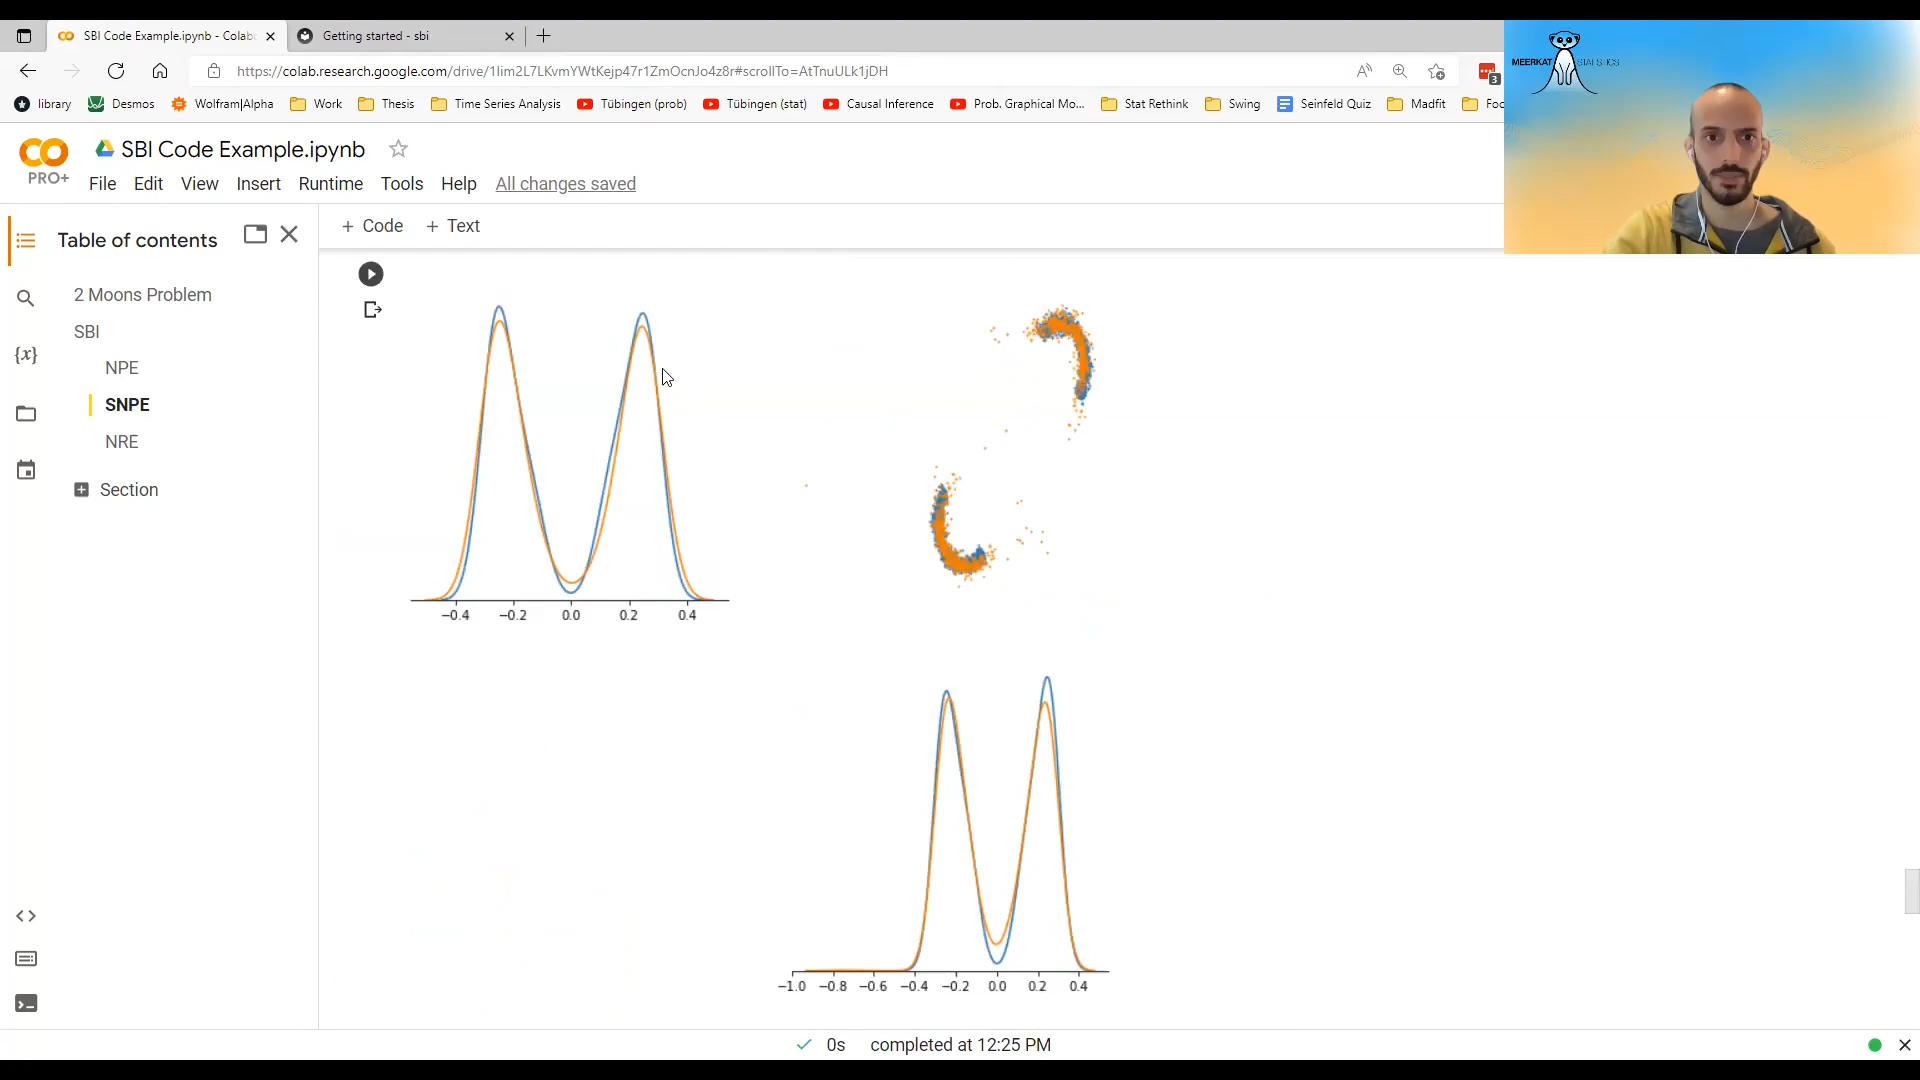 SBI Code Example.ipynb - Colab
Getting started - sbi
https://colab.research.google.com/drive/1Iim2L7LKvmYWtKejp47r1ZmOcnJo4z8r#scrollTo=AtTnuULk1jDH
3
library Desmos Wolfram|Alpha Work Thesis Time Series Analysis Tübingen (prob) Tübingen (stat) Causal Inference Prob. Graphical Mo... Stat Rethink Swing Seinfeld Quiz Madfit Foo
MEERKAT STATISTICS
CO
PRO+
SBI Code Example.ipynb
File Edit View Insert Runtime Tools Help All changes saved
+ Code + Text
Table of contents
2 Moons Problem
SBI
NPE
SNPE
NRE
Section
{x}
−0.4 −0.2 0.0 0.2 0.4
−1.0 −0.8 −0.6 −0.4 −0.2 0.0 0.2 0.4
0s completed at 12:25 PM